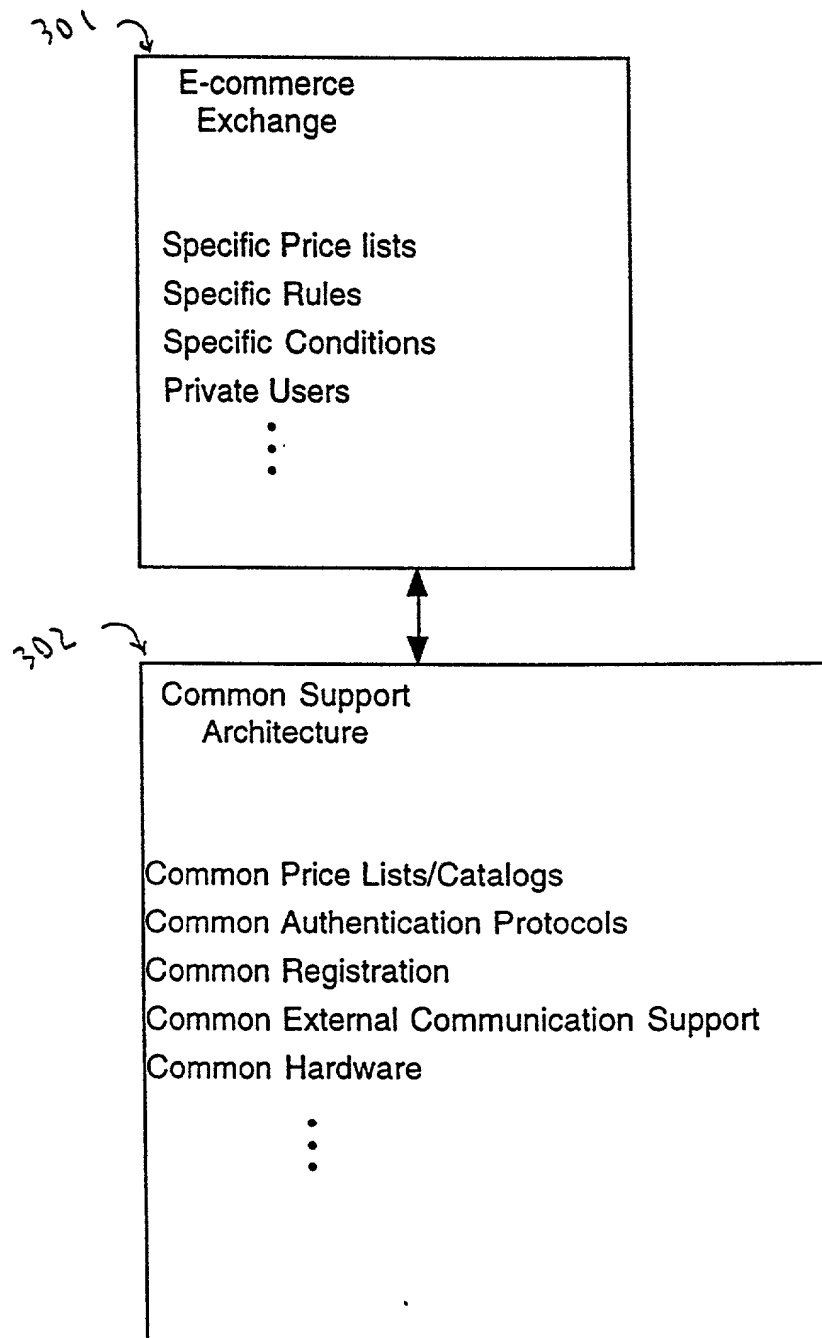 301
E-commerce
Exchange
Specific Price lists
Specific Rules
Specific Conditions
Private Users
302
Common Support
Architecture
Common Price Lists/Catalogs
Common Authentication Protocols
Common Registration
Common External Communication Support
Common Hardware